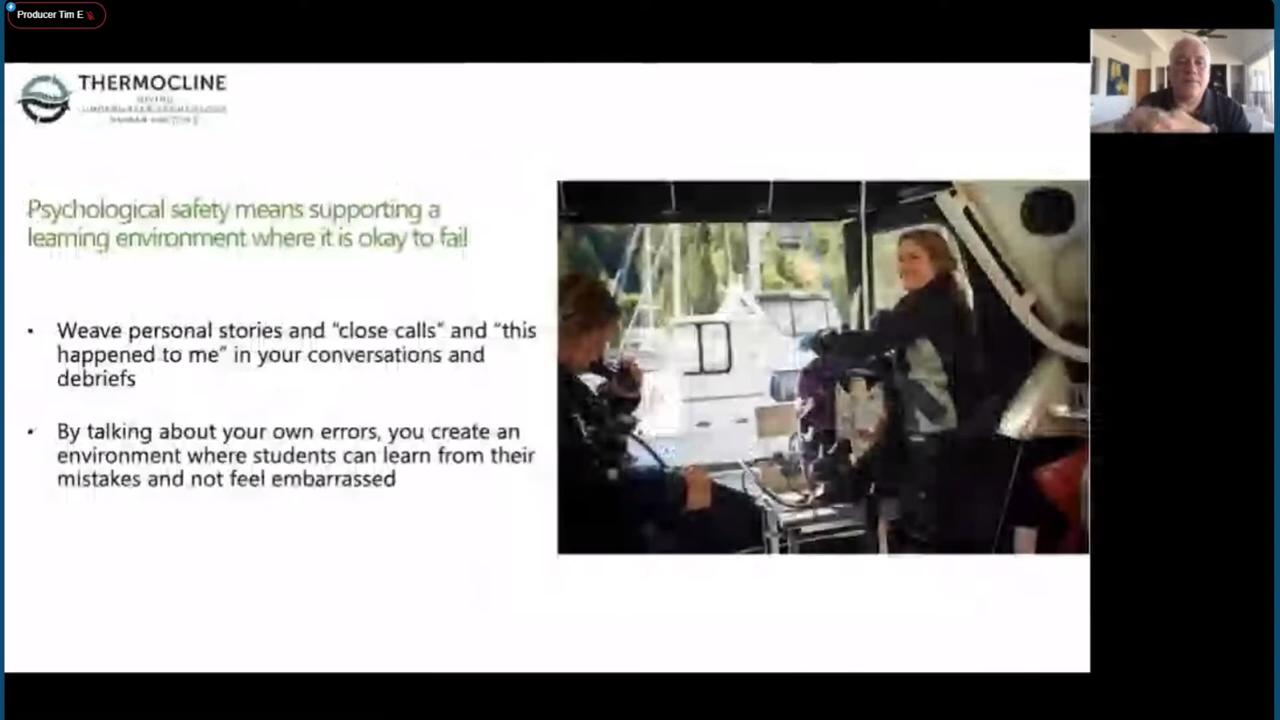 Producer Tim E
THERMOCLINE
DIVING
Psychological safety means supporting a
learning environment where it is okay to fail
• Weave personal stories and "close calls" and "this
happened to me" in your conversations and
debriefs
• By talking about your own errors, you create an
environment where students can learn from their
mistakes and not feel embarrassed